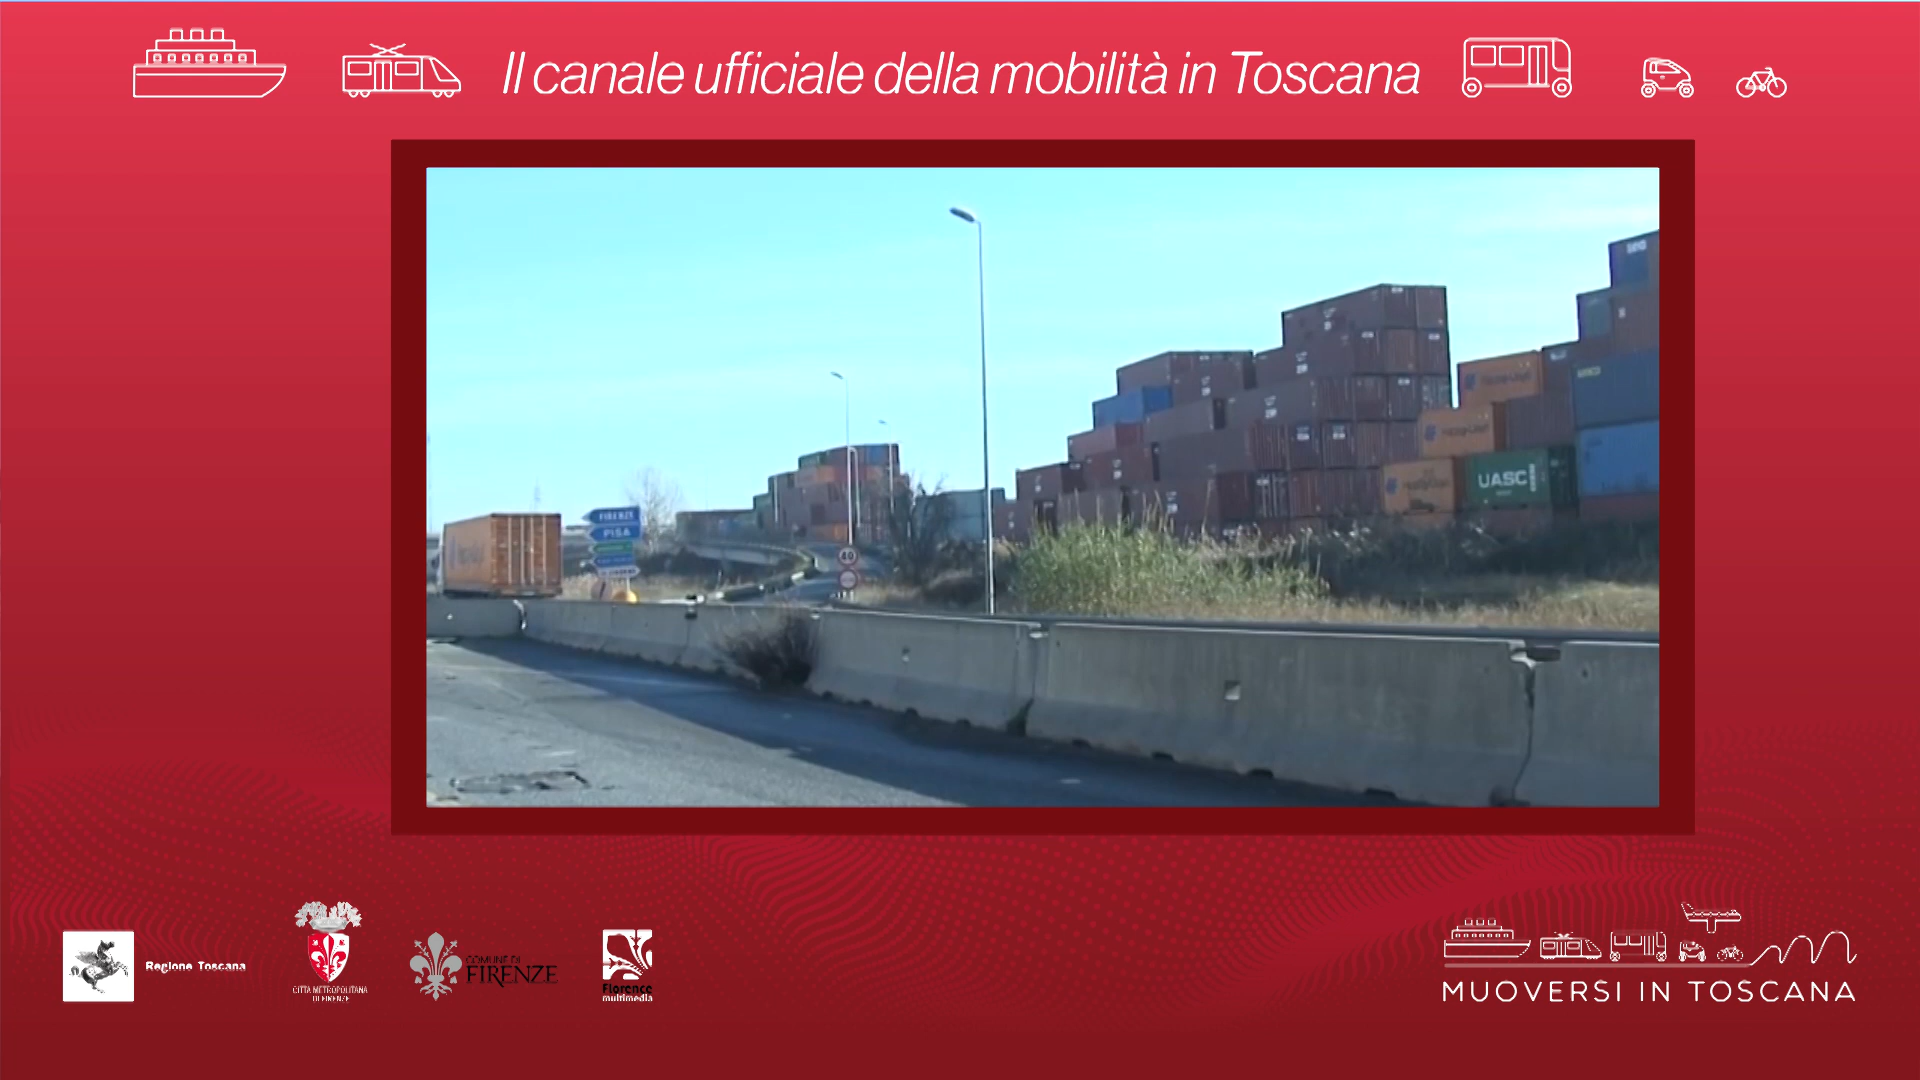 Il canale ufficiale della mobilità in Toscana
FIRENZE
PISA
40
UASC
Regione Toscana
CITTÀ METROPOLITANA
DI FIRENZE
COMUNE DI
FIRENZE
Florence
multimedia
MUOVERSI IN TOSCANA